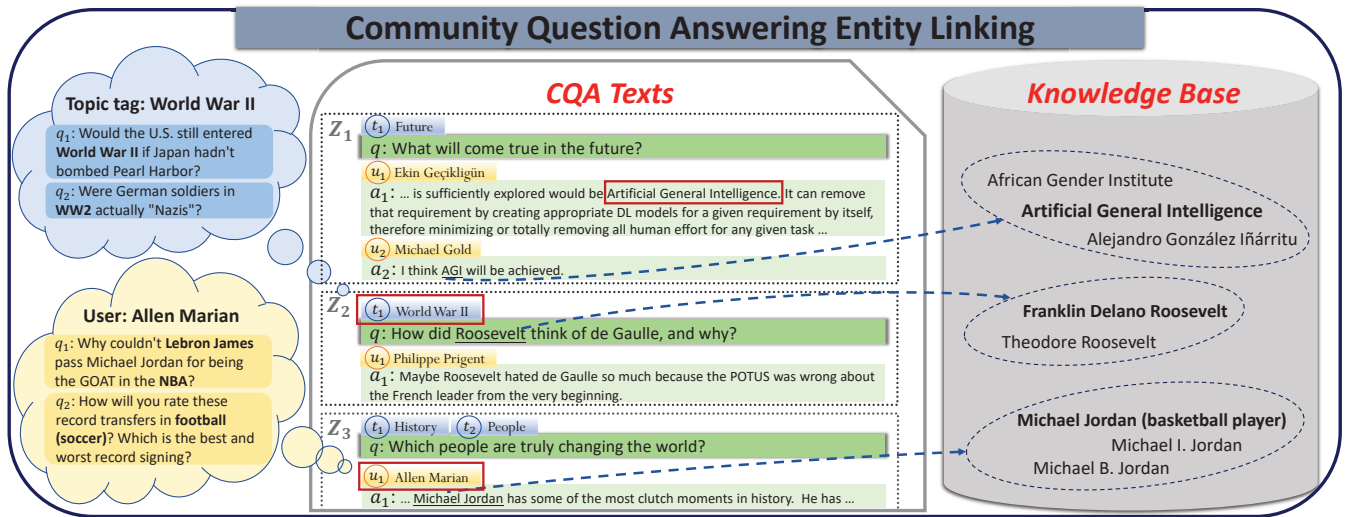 Community Question Answering Entity Linking
Topic tag: World War II
q1: Would the U.S. still entered
World War II if Japan hadn't
bombed Pearl Harbor?
q2: Were German soldiers in
WW2 actually "Nazis"?
User: Allen Marian
q1: Why couldn't Lebron James
pass Michael Jordan for being
the GOAT in the NBA?
q2: How will you rate these
record transfers in football
(soccer)? Which is the best and
worst record signing?
CQA Texts
Z1
t1 Future
q: What will come true in the future?
u1 Ekin Geçikligün
a1: ... is sufficiently explored would be Artificial General Intelligence. It can remove
that requirement by creating appropriate DL models for a given requirement by itself,
therefore minimizing or totally removing all human effort for any given task ...
u2 Michael Gold
a2: I think AGI will be achieved.
Z2
t1 World War II
q: How did Roosevelt think of de Gaulle, and why?
u1 Philippe Prigent
a1: Maybe Roosevelt hated de Gaulle so much because the POTUS was wrong about
the French leader from the very beginning.
Z3
t1 History t2 People
q: Which people are truly changing the world?
u1 Allen Marian
a1: ... Michael Jordan has some of the most clutch moments in history. He has ...
Knowledge Base
African Gender Institute
Artificial General Intelligence
Alejandro González Iñárritu
Franklin Delano Roosevelt
Theodore Roosevelt
Michael Jordan (basketball player)
Michael I. Jordan
Michael B. Jordan